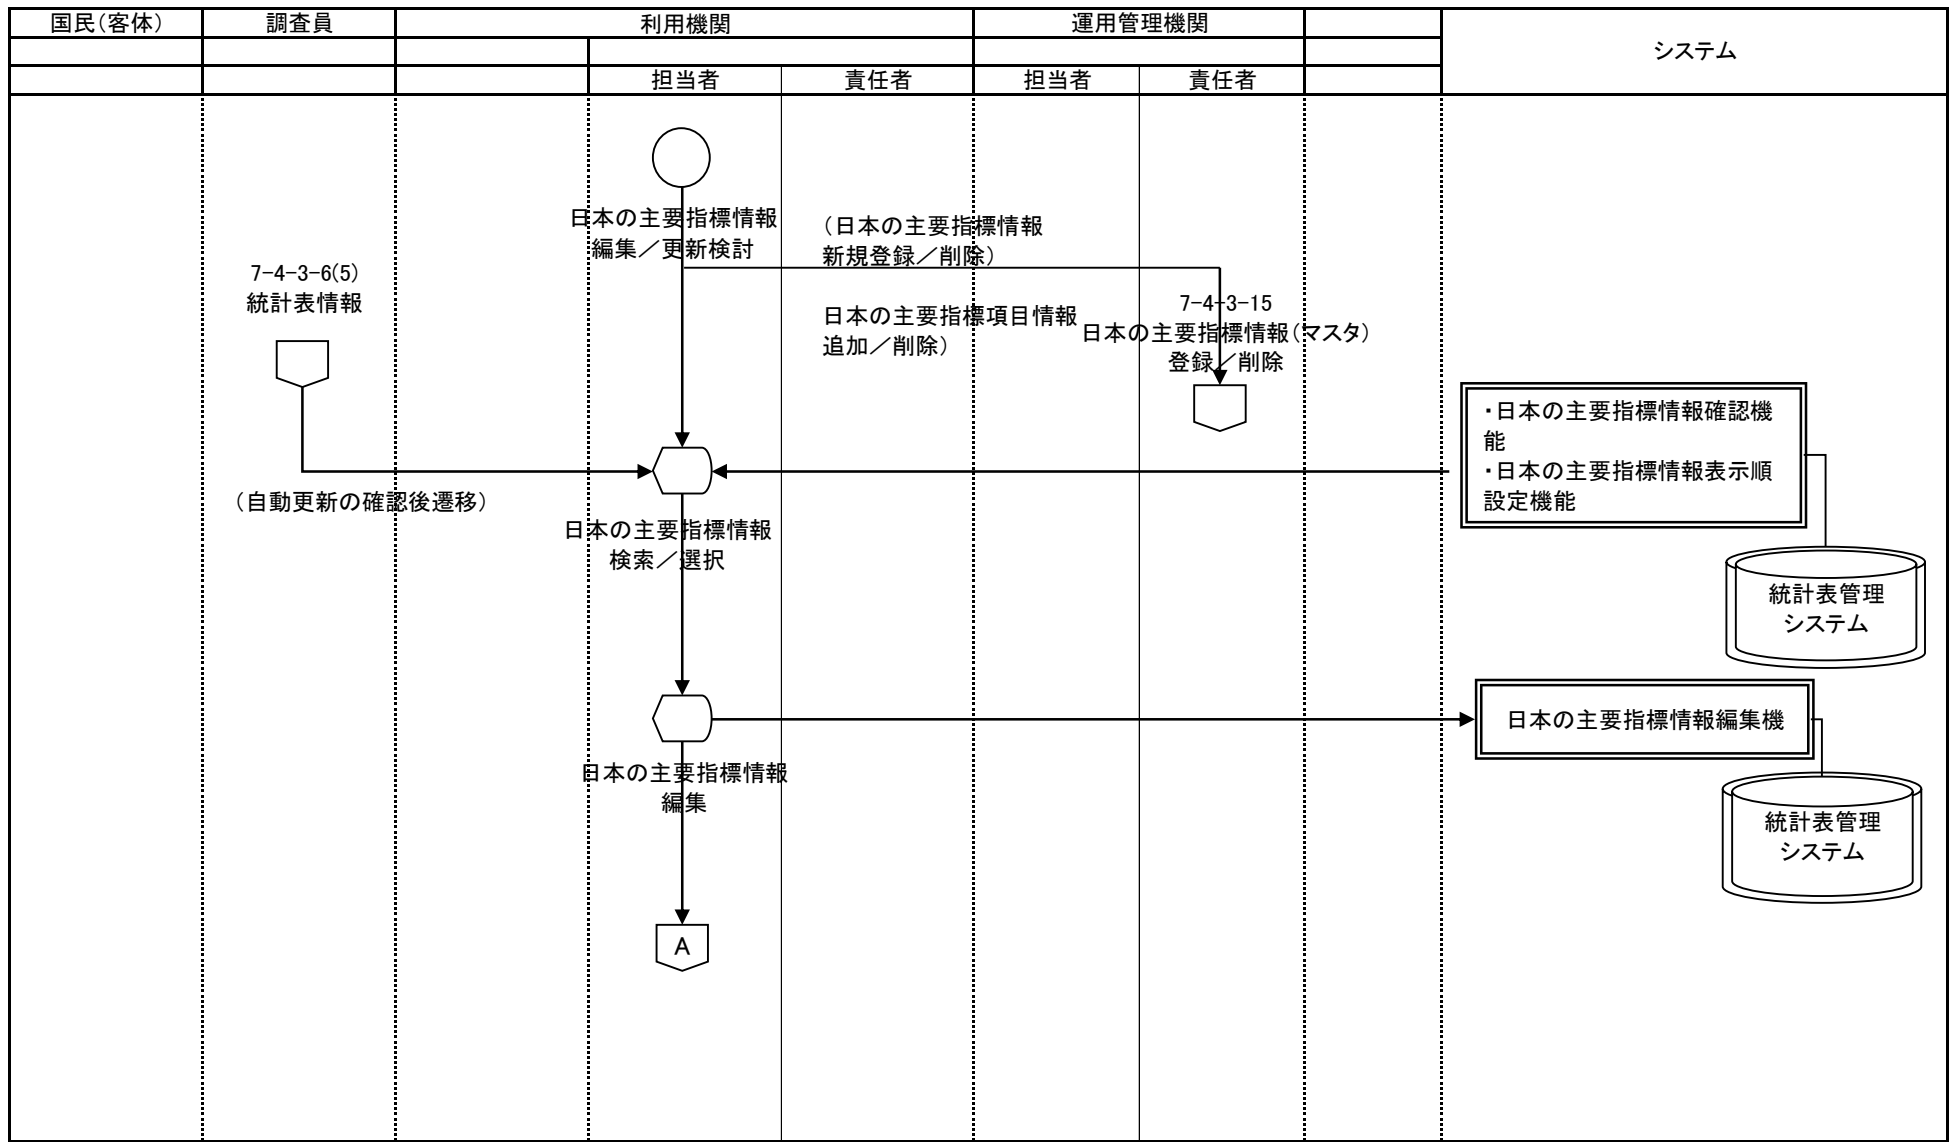 国民（客体）
調査員
利用機関
運用管理機関
システム
担当者
責任者
担当者
責任者
日本の主要指標情報
編集／更新検討
（日本の主要指標情報
新規登録／削除）
7-4-3-6(5)
統計表情報
日本の主要指標項目情報
追加／削除）
7-4-3-15
日本の主要指標情報（マスタ）
登録／削除
・日本の主要指標情報確認機
能
・日本の主要指標情報表示順
設定機能
（自動更新の確認後遷移）
日本の主要指標情報
検索／選択
統計表管理
システム
日本の主要指標情報編集機
日本の主要指標情報
編集
統計表管理
システム
A